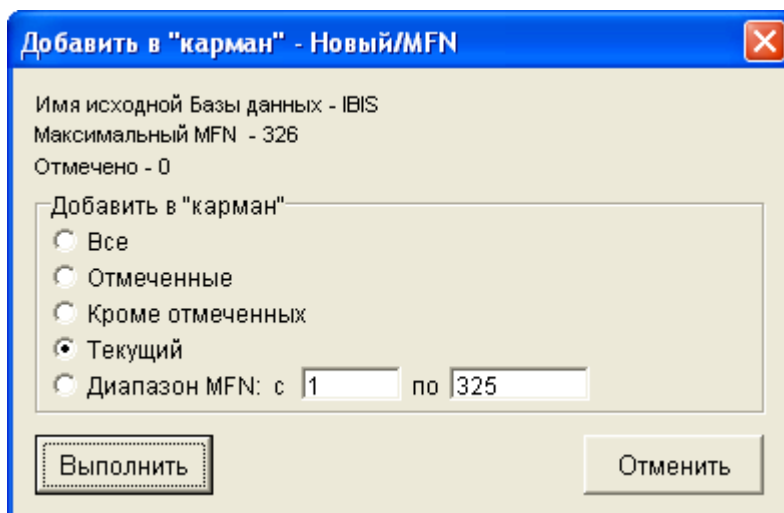 Добавить в "карман" - Новый/MFN
Имя исходной Базы данных - IBIS
Максимальный MFN - 326
Отмечено - 0
Добавить в "карман"
Все
Отмеченные
Кроме отмеченных
Текущий
Диапазон MFN: с 1 по 325
Выполнить Отменить